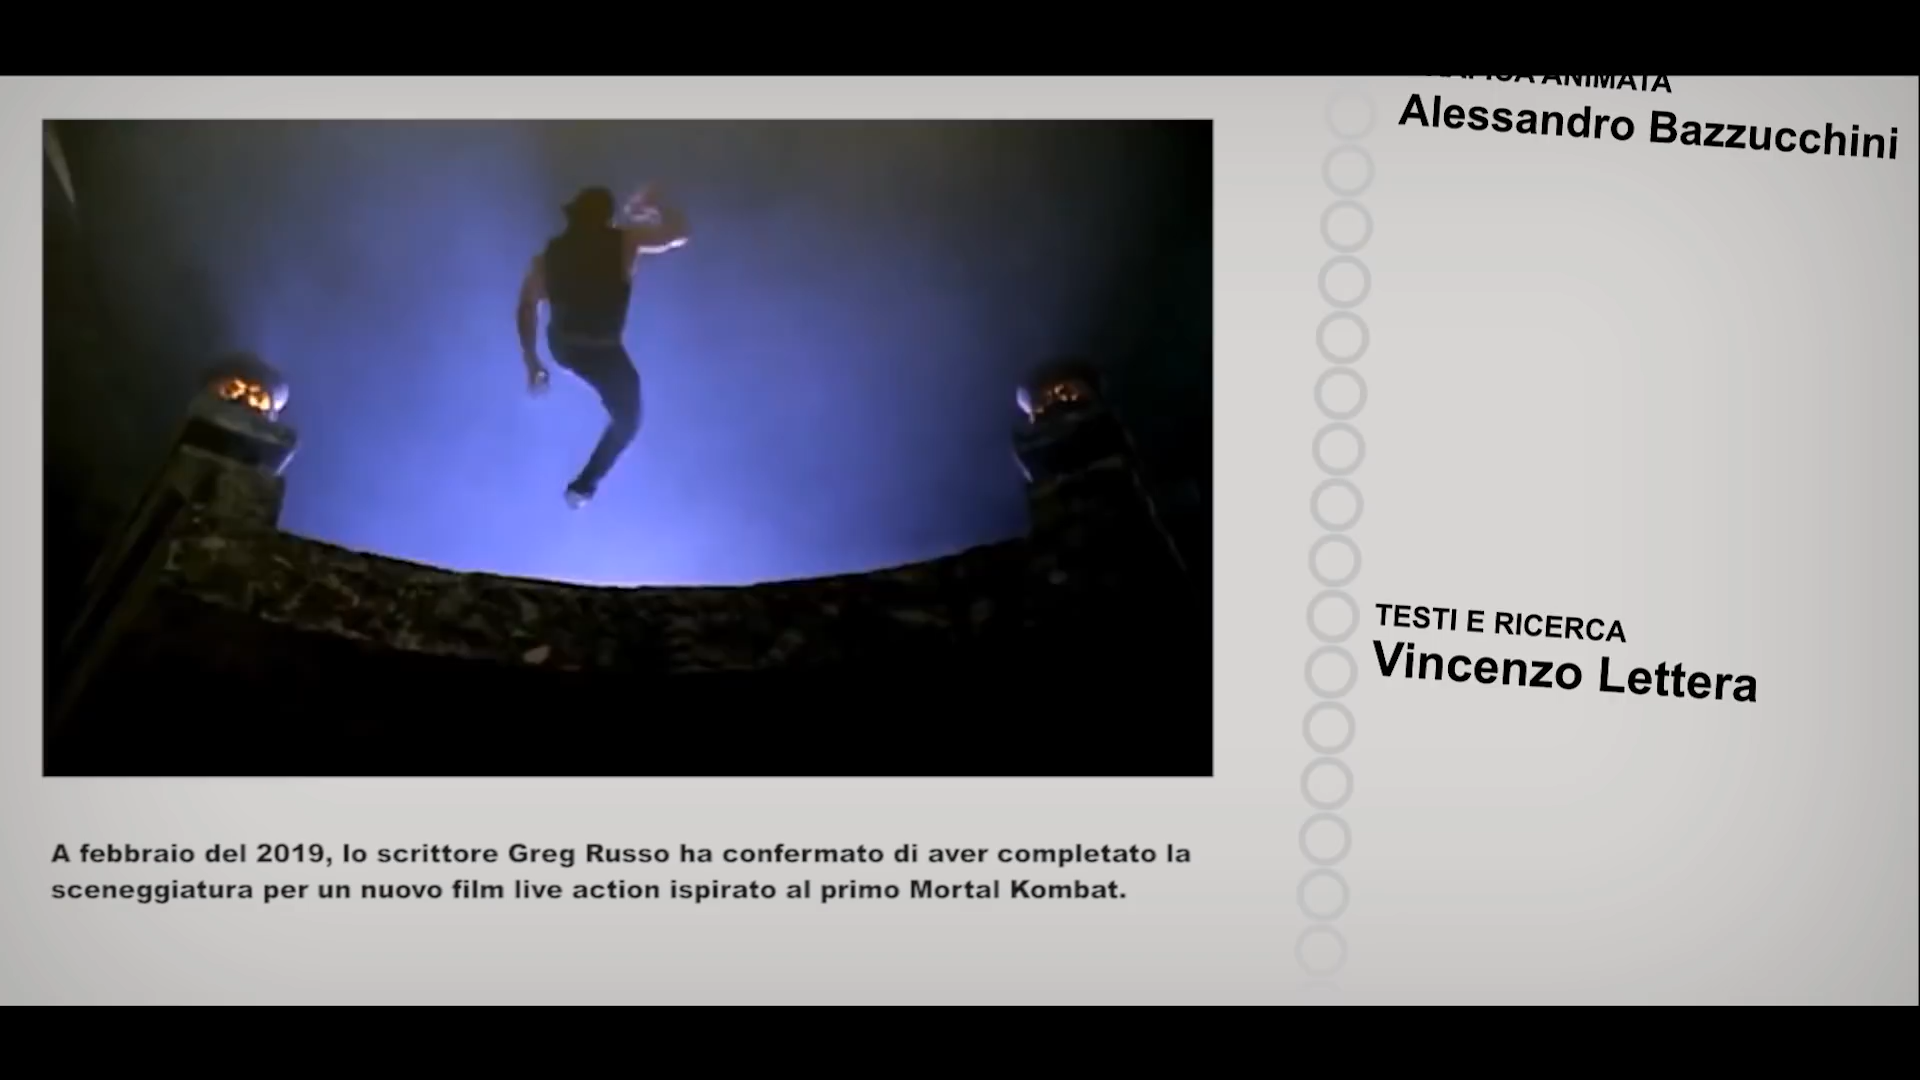 ANIMATA
Alessandro Bazzucchini
TESTI E RICERCA
Vincenzo Lettera
A febbraio del 2019, lo scrittore Greg Russo ha confermato di aver completato la
sceneggiatura per un nuovo film live action ispirato al primo Mortal Kombat.